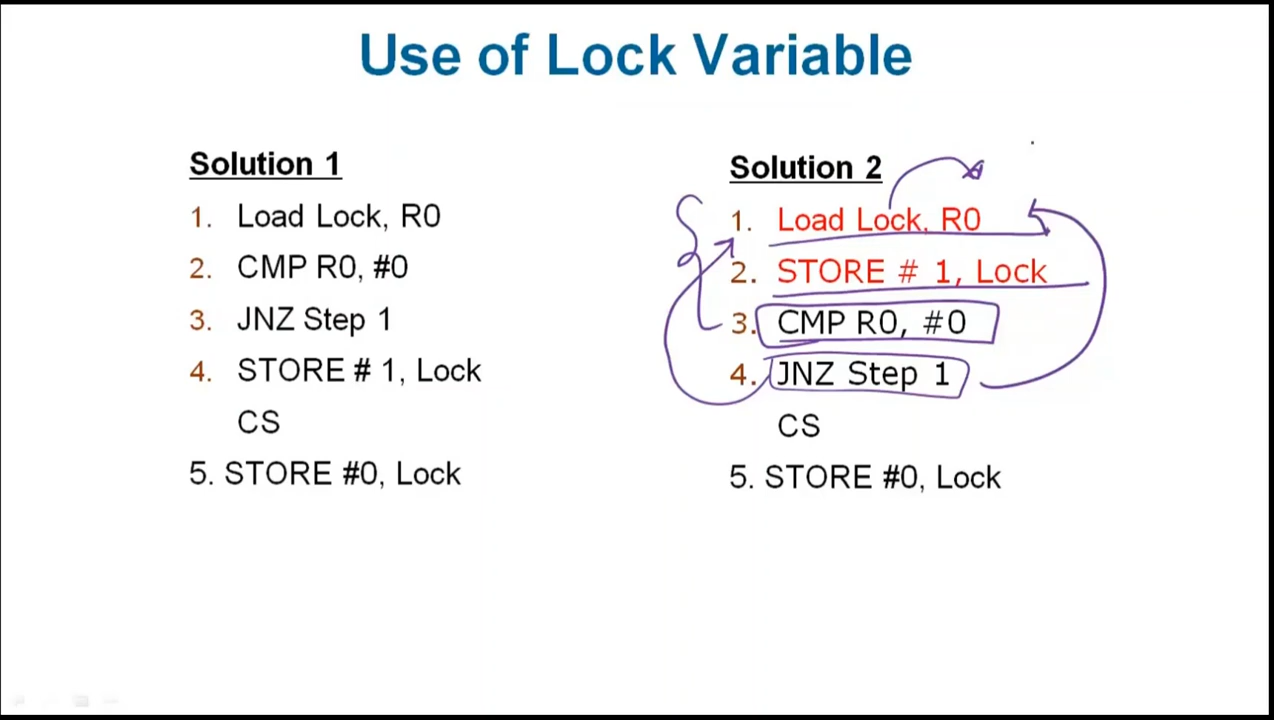 Use of Lock Variable
Solution 1
1. Load Lock, R0
2. CMP R0, #0
3. JNZ Step 1
4. STORE # 1, Lock
CS
5. STORE #0, Lock
Solution 2
1. Load Lock, R0
2. STORE # 1, Lock
3. CMP R0, #0
4. JNZ Step 1
CS
5. STORE #0, Lock